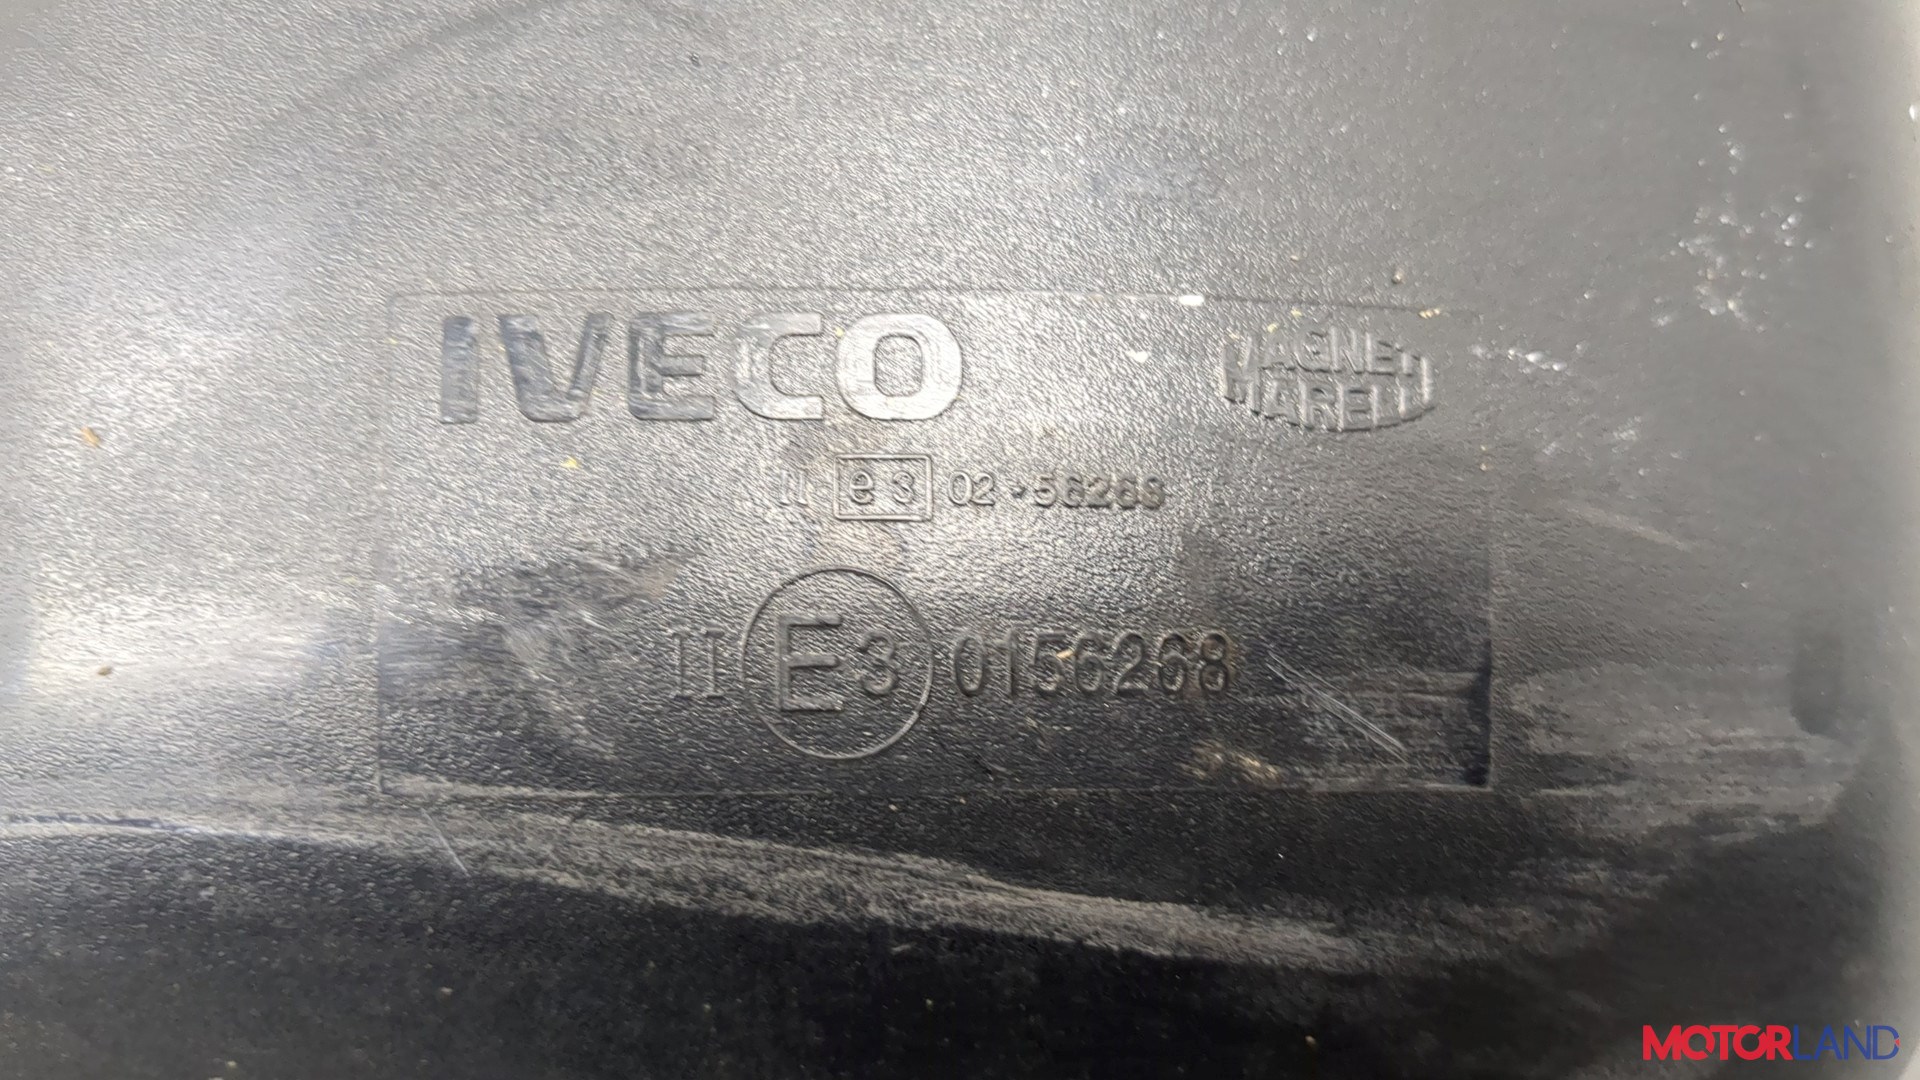 IVECO
MAGNETI
MARELLI
II e3 02·56268
II E3 0156268
MOTORLAND